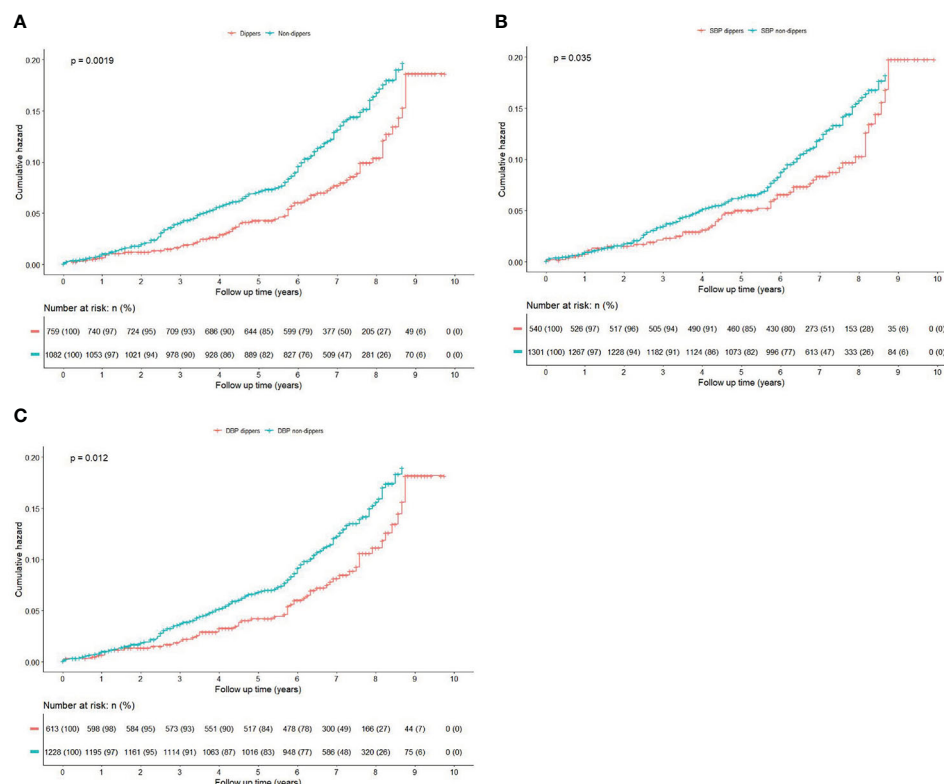 A
Dippers Non-dippers
p = 0.0019
Cumulative hazard
0.20
0.15
0.10
0.05
0.00
0 1 2 3 4 5 6 7 8 9 10
Follow up time (years)
Number at risk: n (%)
759 (100) 740 (97) 724 (95) 709 (93) 686 (90) 644 (85) 599 (79) 377 (50) 205 (27) 49 (6) 0 (0)
1082 (100) 1053 (97) 1021 (94) 978 (90) 928 (86) 889 (82) 827 (76) 509 (47) 281 (26) 70 (6) 0 (0)
0 1 2 3 4 5 6 7 8 9 10
Follow up time (years)
B
SBP dippers SBP non-dippers
p = 0.035
Cumulative hazard
0.20
0.15
0.10
0.05
0.00
0 1 2 3 4 5 6 7 8 9 10
Follow up time (years)
Number at risk: n (%)
540 (100) 526 (97) 517 (96) 505 (94) 490 (91) 460 (85) 430 (80) 273 (51) 153 (28) 35 (6) 0 (0)
1301 (100) 1267 (97) 1228 (94) 1182 (91) 1124 (86) 1073 (82) 996 (77) 613 (47) 333 (26) 84 (6) 0 (0)
0 1 2 3 4 5 6 7 8 9 10
Follow up time (years)
C
DBP dippers DBP non-dippers
p = 0.012
Cumulative hazard
0.20
0.15
0.10
0.05
0.00
0 1 2 3 4 5 6 7 8 9 10
Follow up time (years)
Number at risk: n (%)
613 (100) 598 (98) 584 (95) 573 (93) 551 (90) 517 (84) 478 (78) 300 (49) 166 (27) 44 (7) 0 (0)
1228 (100) 1195 (97) 1161 (95) 1114 (91) 1063 (87) 1016 (83) 948 (77) 586 (48) 320 (26) 75 (6) 0 (0)
0 1 2 3 4 5 6 7 8 9 10
Follow up time (years)